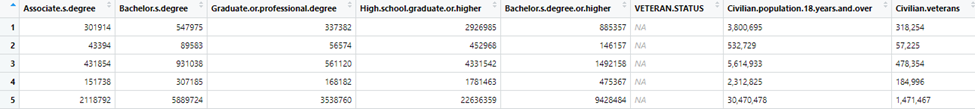 Associate.s.degree Bachelor.s.degree Graduate.or.professional.degree High.school.graduate.or.higher Bachelor.s.degree.or.higher VETERAN.STATUS Civilian.population.18.years.and.over Civilian.veterans
1 301914 547975 337382 2926985 885357 NA 3,800,695 318,254
2 43394 89583 56574 452968 146157 NA 532,729 57,225
3 431854 931038 561120 4331542 1492158 NA 5,614,933 478,354
4 151738 307185 168182 1781463 475367 NA 2,312,825 184,996
5 2118792 5889724 3538760 22636359 9428484 NA 30,470,478 1,471,467